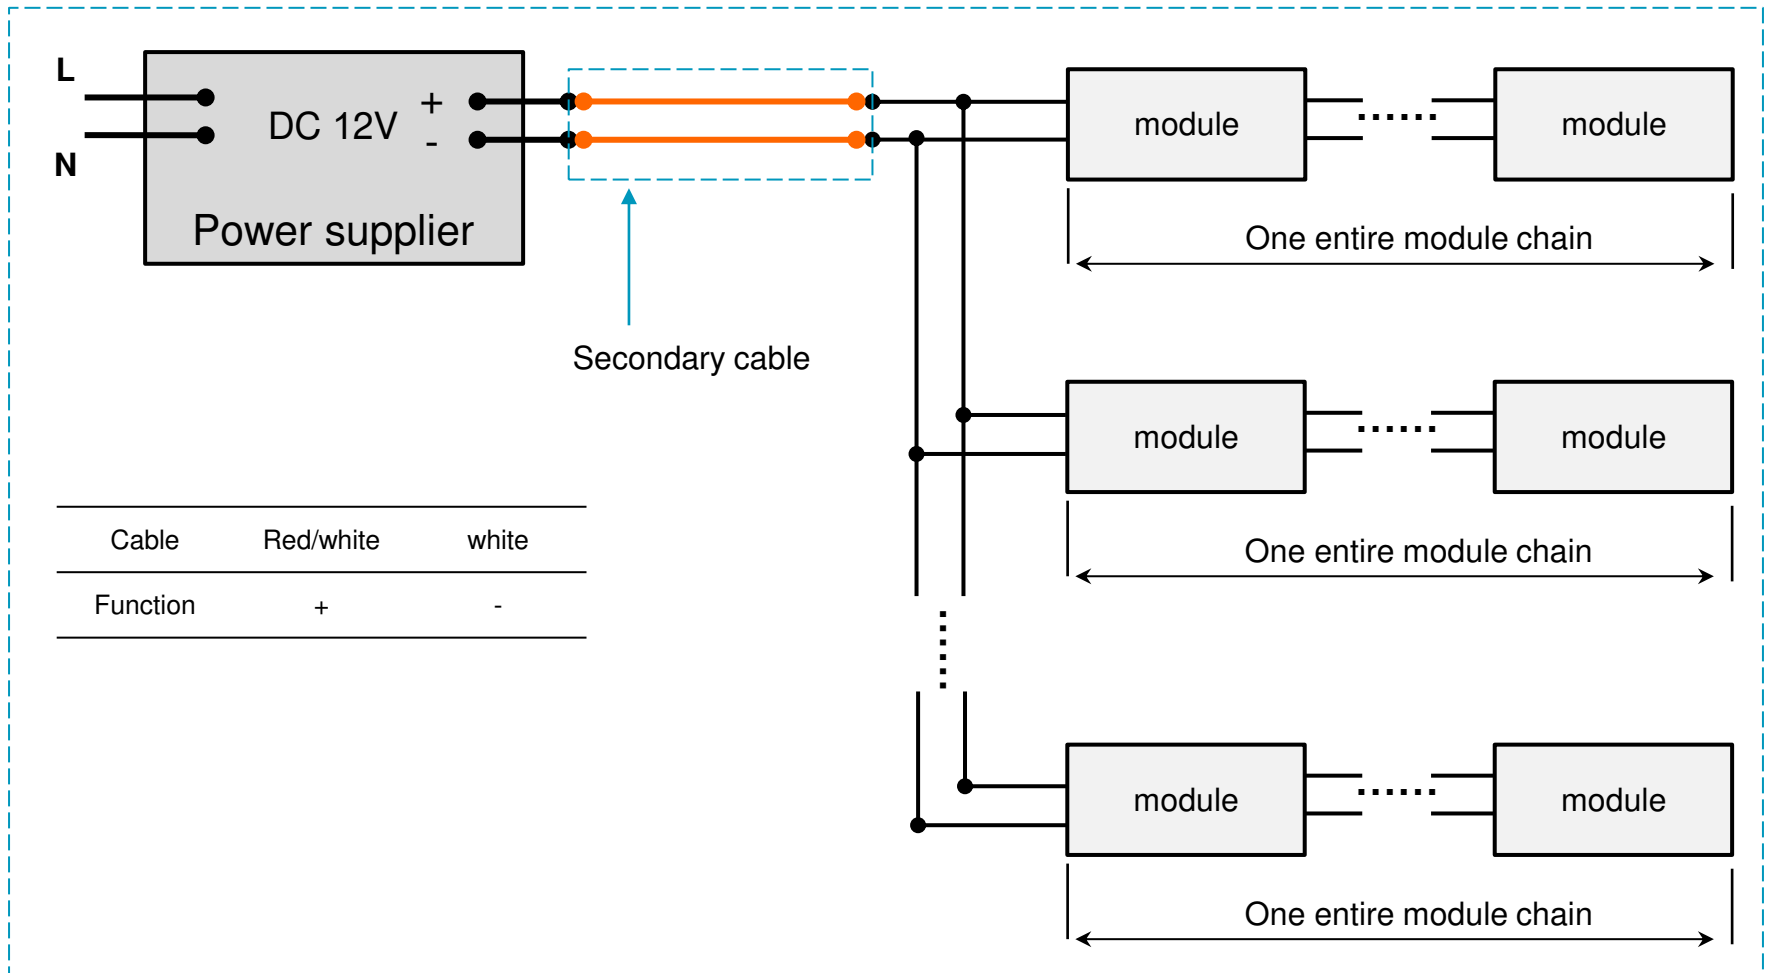 L
N
DC 12V
+
-
Power supplier
Secondary cable
module
module
One entire module chain
module
module
One entire module chain
Cable Red/white white
Function + -
module
module
One entire module chain